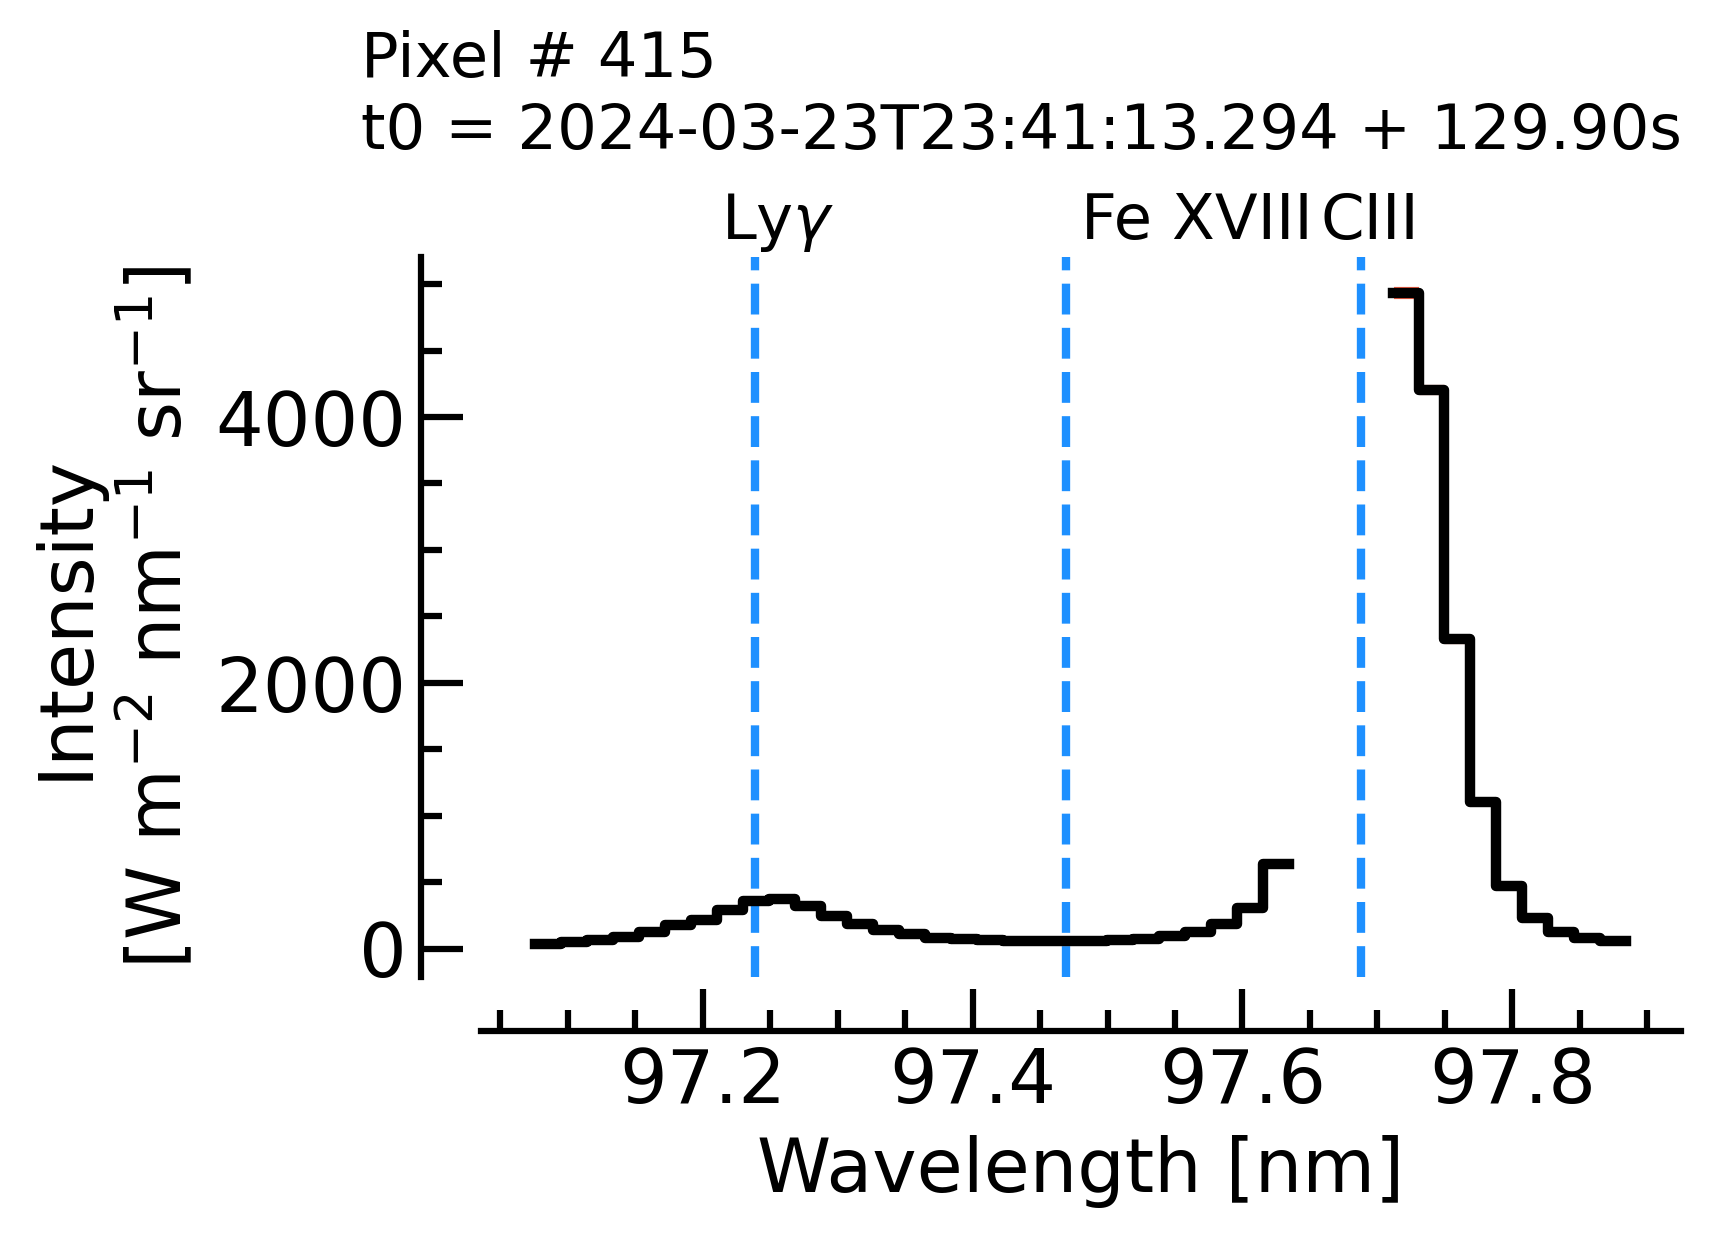 Pixel # 415
t0 = 2024-03-23T23:41:13.294 + 129.90s
Lyγ Fe XVIII CIII
Intensity
[W m⁻² nm⁻¹ sr⁻¹]
4000
2000
0
97.2 97.4 97.6 97.8
Wavelength [nm]